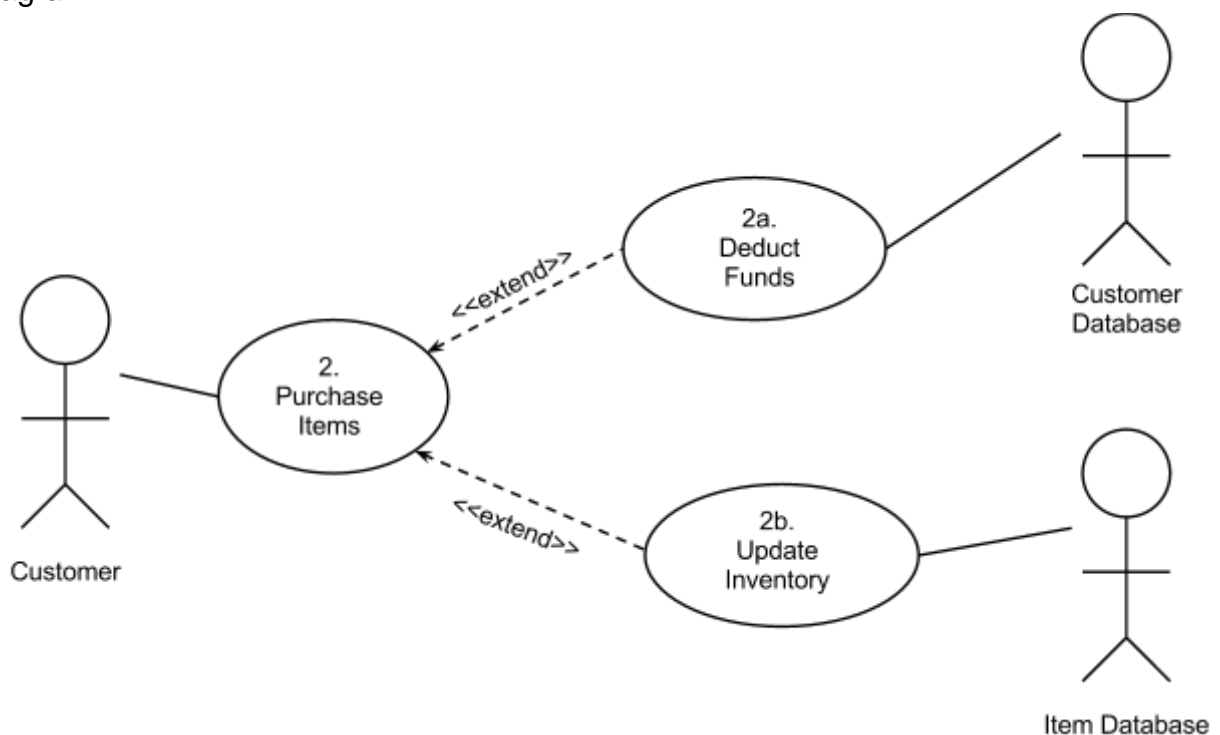 2a.
Deduct
Funds
<<extend>>
Customer
Database
2.
Purchase
Items
<<extend>>
2b.
Update
Inventory
Customer
Item Database